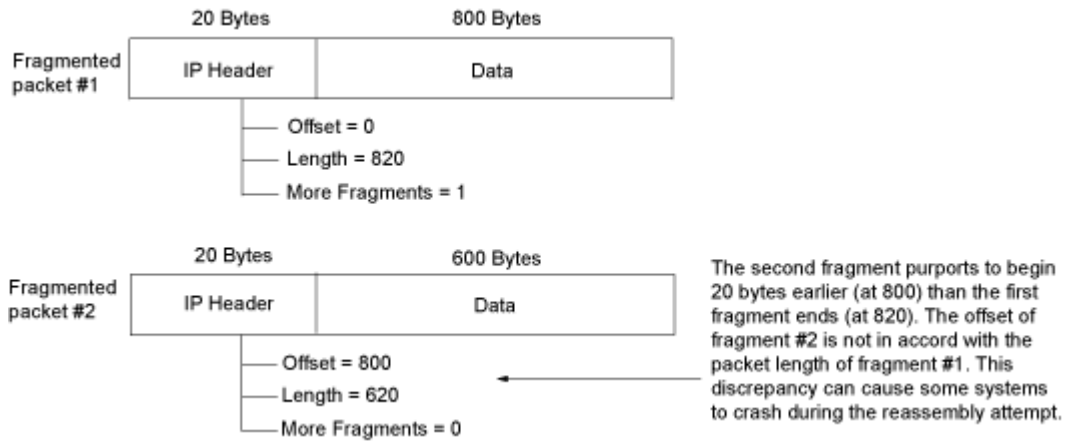 20 Bytes 800 Bytes
Fragmented
packet #1
IP Header Data
Offset = 0
Length = 820
More Fragments = 1
20 Bytes 600 Bytes
Fragmented
packet #2
IP Header Data
Offset = 800
Length = 620
More Fragments = 0
The second fragment purports to begin
20 bytes earlier (at 800) than the first
fragment ends (at 820). The offset of
fragment #2 is not in accord with the
packet length of fragment #1. This
discrepancy can cause some systems
to crash during the reassembly attempt.